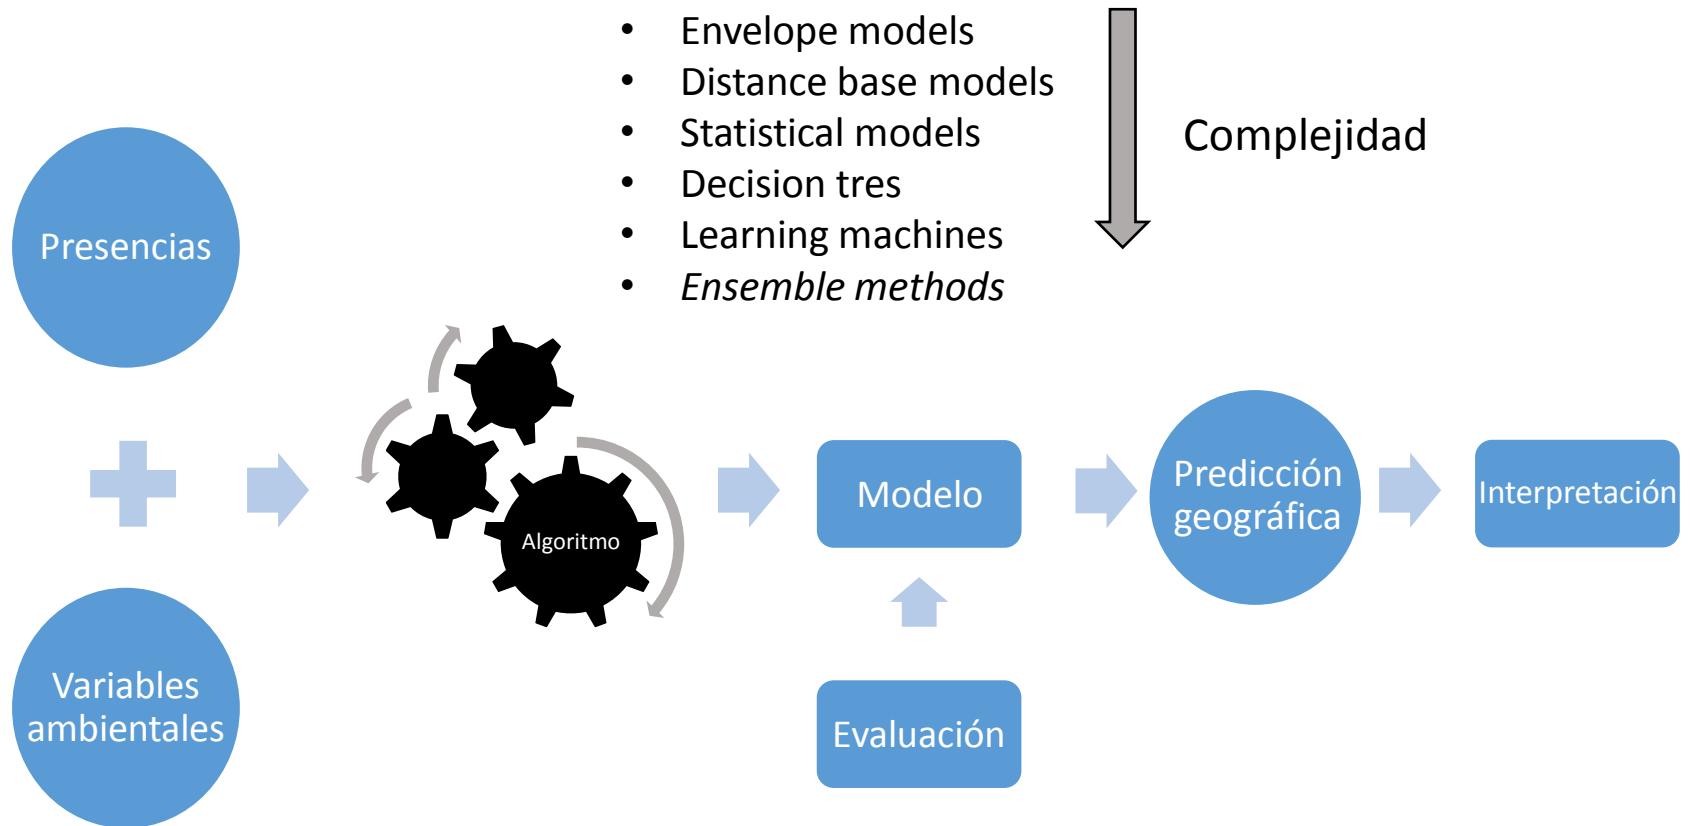 • Envelope models
• Distance base models
• Statistical models
• Decision tres
• Learning machines
• Ensemble methods
Complejidad
Presencias
Variables
ambientales
Algoritmo
Modelo
Evaluación
Predicción
geográfica
Interpretación